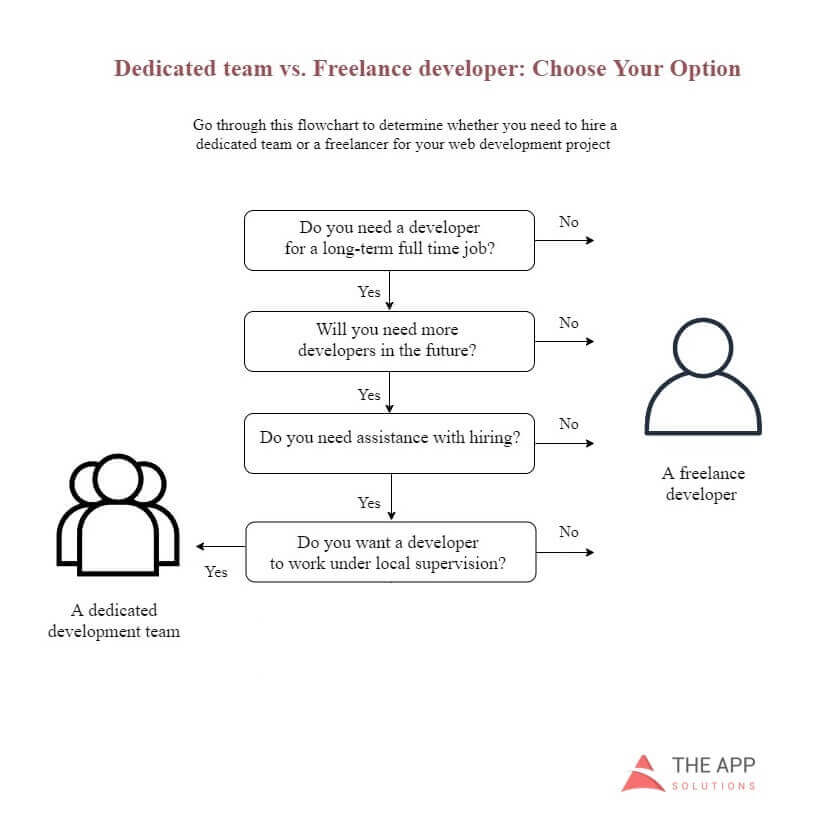 Dedicated team vs. Freelance developer: Choose Your Option
Go through this flowchart to determine whether you need to hire a
dedicated team or a freelancer for your web development project
Do you need a developer
for a long-term full time job?
No
Yes
Will you need more
developers in the future?
No
Yes
Do you need assistance with hiring?
No
Yes
Do you want a developer
to work under local supervision?
No
Yes
A freelance
developer
A dedicated
development team
THE APP
SOLUTIONS